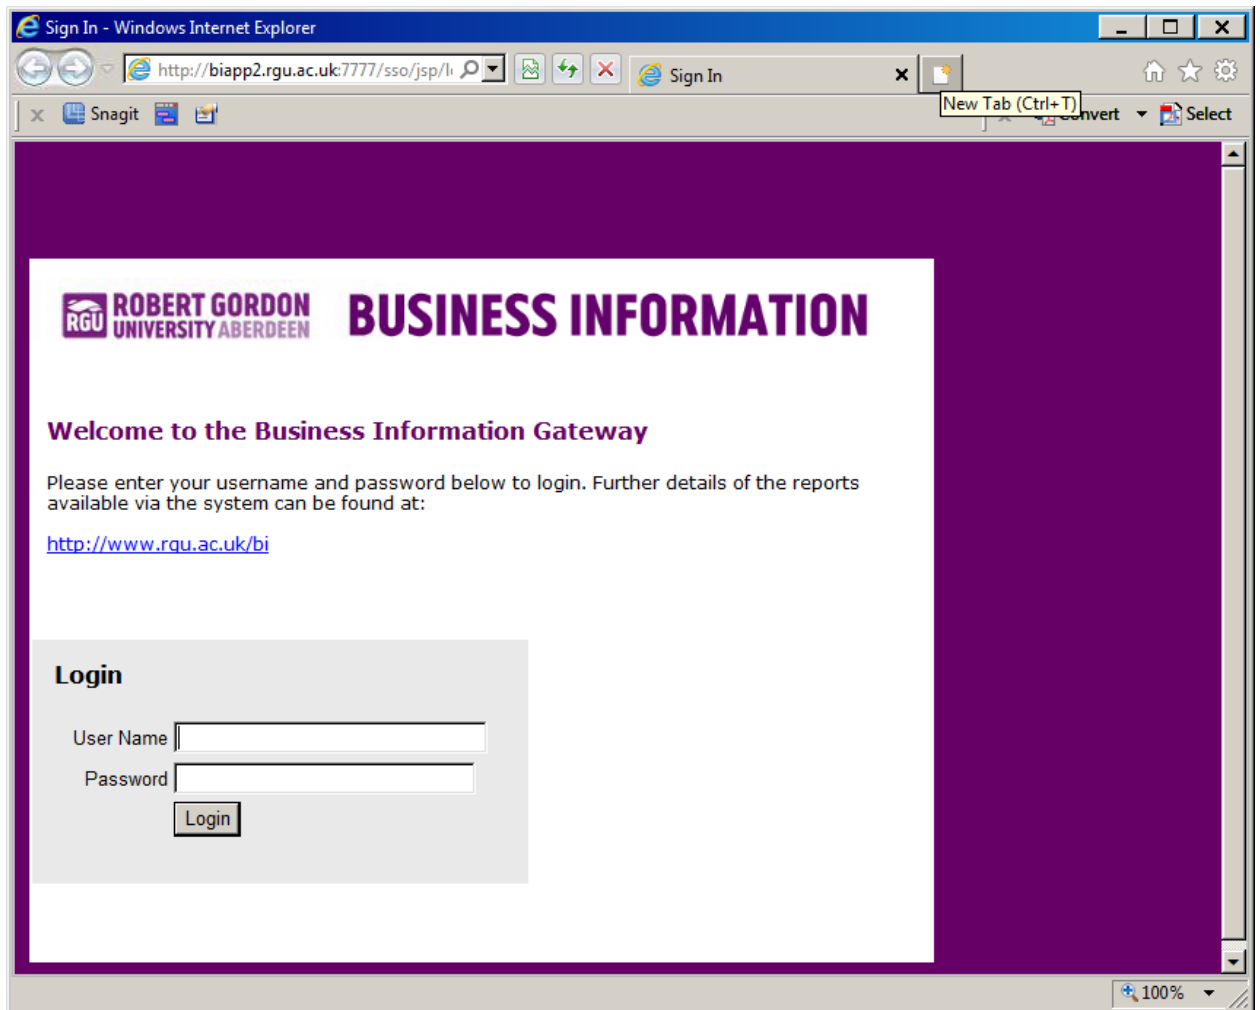 Sign In - Windows Internet Explorer
http://biapp2.rgu.ac.uk:7777/sso/jsp/l
Sign In
New Tab (Ctrl+T)
Snagit
Select
RGU ROBERT GORDON UNIVERSITY ABERDEEN
BUSINESS INFORMATION
Welcome to the Business Information Gateway
Please enter your username and password below to login. Further details of the reports
available via the system can be found at:
http://www.rgu.ac.uk/bi
Login
User Name
Password
Login
100%